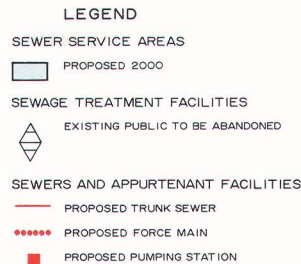 LEGEND
SEWER SERVICE AREAS
PROPOSED 2000
SEWAGE TREATMENT FACILITIES
EXISTING PUBLIC TO BE ABANDONED
SEWERS AND APPURTENANT FACILITIES
PROPOSED TRUNK SEWER
PROPOSED FORCE MAIN
PROPOSED PUMPING STATION